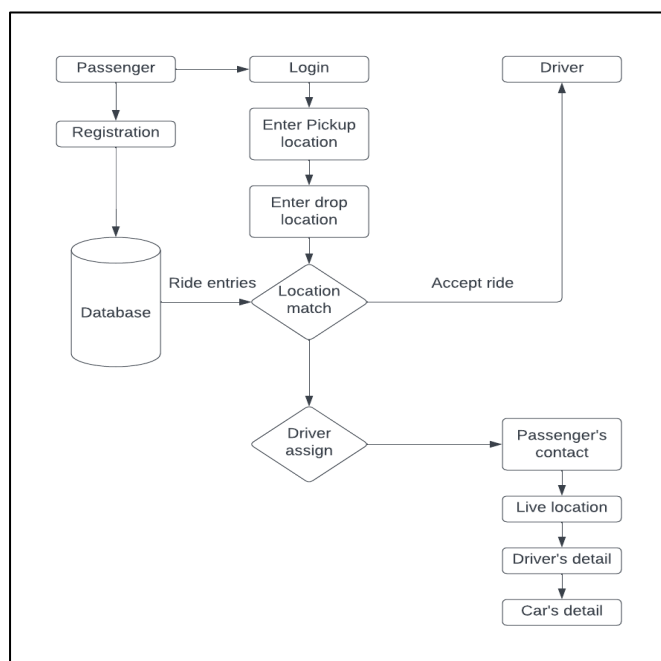 Passenger
Login
Driver
Registration
Enter Pickup
location
Enter drop
location
Database
Ride entries
Location
match
Accept ride
Driver
assign
Passenger's
contact
Live location
Driver's detail
Car's detail